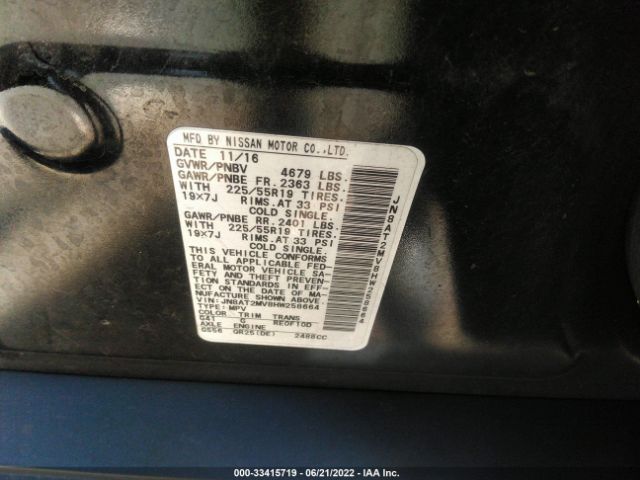 MFD BY NISSAN MOTOR CO.,LTD.
DATE 11/16
GVWR/PNBV 4679 LBS.
GAWR/PNBE FR. 2363 LBS.
WITH 225/55R19 TIRES.
19X7J RIMS.AT 33 PSI
COLD SINGLE.
GAWR/PNBE RR. 2401 LBS.
WITH 225/55R19 TIRES.
19X7J RIMS.AT 33 PSI
COLD SINGLE.
THIS VEHICLE CONFORMS
TO ALL APPLICABLE FED-
ERAL MOTOR VEHICLE SA-
FETY AND THEFT PREVEN-
TION STANDARDS IN EFF-
ECT ON THE DATE OF MA-
NUFACTURE SHOWN ABOVE.
VIN: JN8AT2MV8HW258664
TYPE: MPV
COLOR TRIM TRANS
G41 G RE0F10D
AXLE ENGINE
GS56 QR25(DE) 2488CC
JN8AT2MV8HW258664
000-33415719 - 06/21/2022 - IAA Inc.